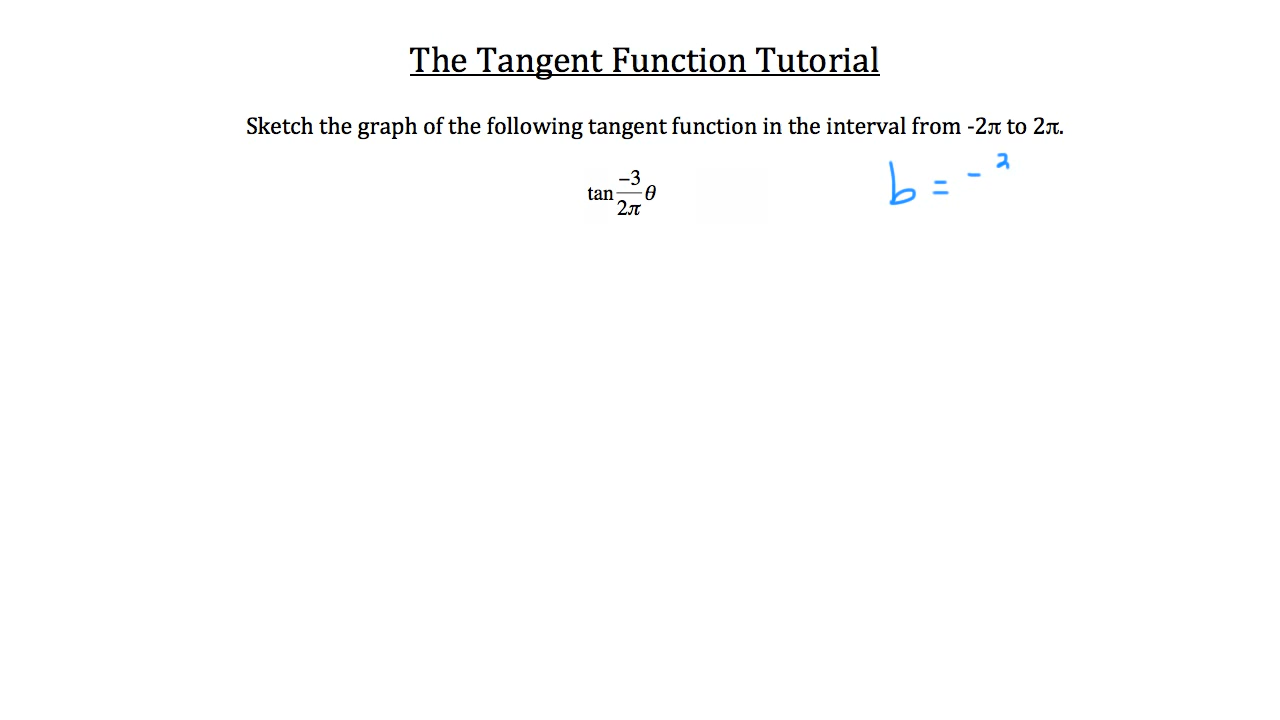 The Tangent Function Tutorial
Sketch the graph of the following tangent function in the interval from -2π to 2π.
tan -3/2π θ
b = - 2